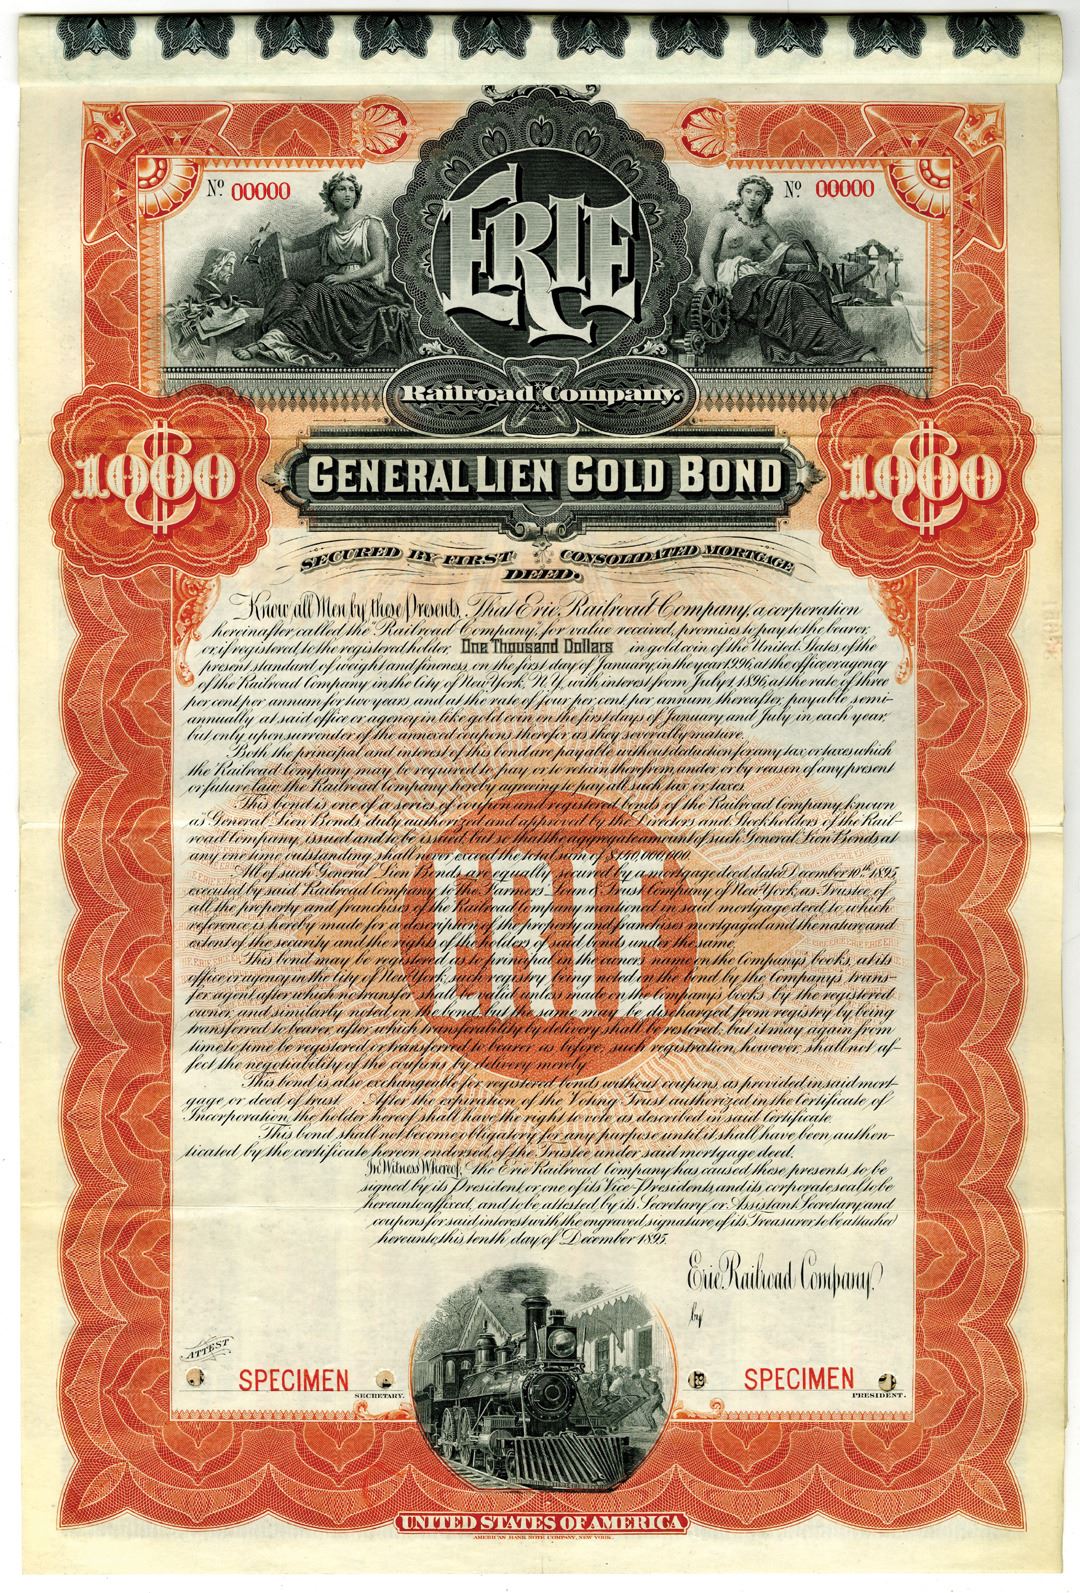 Nº 00000
Nº 00000
ERIE
Railroad Company.
$1000
$1000
GENERAL LIEN GOLD BOND
SECURED BY FIRST CONSOLIDATED MORTGAGE
DEED.
Know all Men by these Presents, That Erie Railroad Company, a corporation
hereinafter called the "Railroad Company", for value received, promises to pay to the bearer,
or, if registered to the registered holder One Thousand Dollars in gold coin of the United States of the
present standard of weight and fineness, on the first day of January, in the year 1996, at the office or agency
of the Railroad Company in the City of New York, N.Y., with interest from July 1, 1896, at the rate of three
per cent. per annum for two years and at the rate of four per cent. per annum thereafter, payable semi-
annually at said office or agency in like gold coin on the first days of January and July in each year,
but only upon surrender of the annexed coupons therefor, as they severally mature.
Both the principal and interest of this bond are payable without deduction for any tax or taxes which
the Railroad Company may be required to pay or to retain therefrom, under or by reason of any present
or future law, the Railroad Company hereby agreeing to pay all such tax or taxes.
This bond is one of a series of coupon and registered bonds of the Railroad Company, known
as General Lien Bonds, duly authorized and approved by the Directors and Stockholders of the Rail-
road Company, issued and to be issued, but so that the aggregate amount of such General Lien Bonds at
any one time outstanding shall never exceed the total sum of $140,000,000.
All of such General Lien Bonds are equally secured by a mortgage deed dated December 10th 1895,
executed by said Railroad Company to the Farmers' Loan & Trust Company of New York, as Trustee, of
all the property and franchises of the Railroad Company mentioned in said mortgage deed to which
reference is hereby made for a description of the property and franchises mortgaged and the nature and
extent of the security and the rights of the holders of said bonds under the same.
This bond may be registered as to principal in the owner's name on the Company's books, at its
office or agency in the City of New York, such registry being noted on the bond by the Company's trans-
fer agent, after which no transfer shall be valid unless made on the Company's books by the registered
owner, and similarly noted on the bond, but the same may be discharged from registry by being
transferred to bearer, after which transferability by delivery shall be restored, but it may again from
time to time be registered or transferred to bearer as before; such registration, however, shall not af-
fect the negotiability of the coupons by delivery merely.
This bond is also exchangeable for registered bonds without coupons, as provided in said mort-
gage or deed of trust. After the expiration of the Voting Trust authorized in the Certificate of
Incorporation, the holder hereof shall have the right to vote as described in said Certificate.
This bond shall not become obligatory for any purpose until it shall have been authen-
ticated by the certificate hereon endorsed, of the Trustee under said mortgage deed.
In Witness Whereof, the Erie Railroad Company has caused these presents to be
signed by its President, or one of its Vice-Presidents, and its corporate seal to be
hereunto affixed, and to be attested by its Secretary or Assistant Secretary, and
coupons for said interest with the engraved signature of its Treasurer to be attached
hereunto, this tenth day of December 1895.
Erie Railroad Company.
by
ATTEST
SPECIMEN
SECRETARY.
SPECIMEN
PRESIDENT.
UNITED STATES OF AMERICA
AMERICAN BANK NOTE COMPANY, NEW YORK.